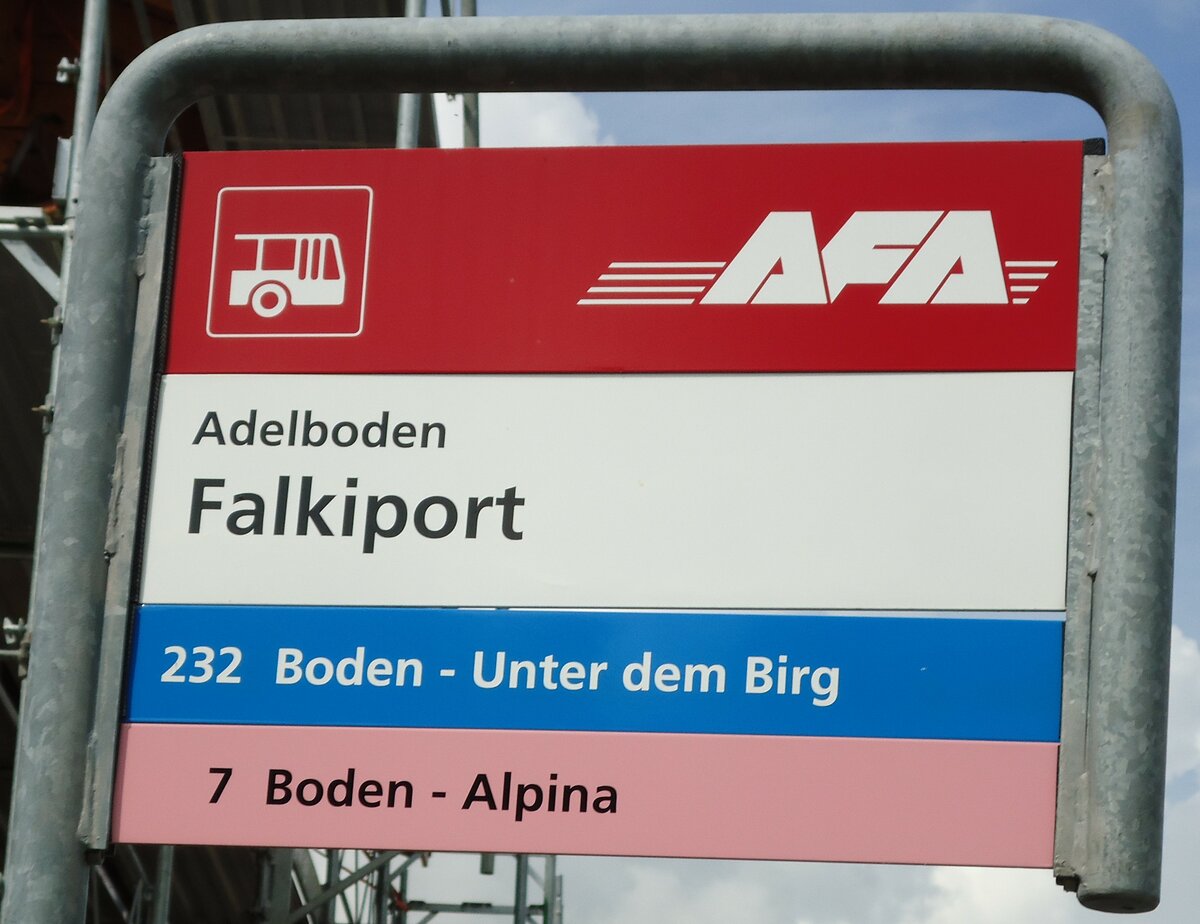 AFA
Adelboden
Falkiport
232 Boden - Unter dem Birg
7 Boden - Alpina